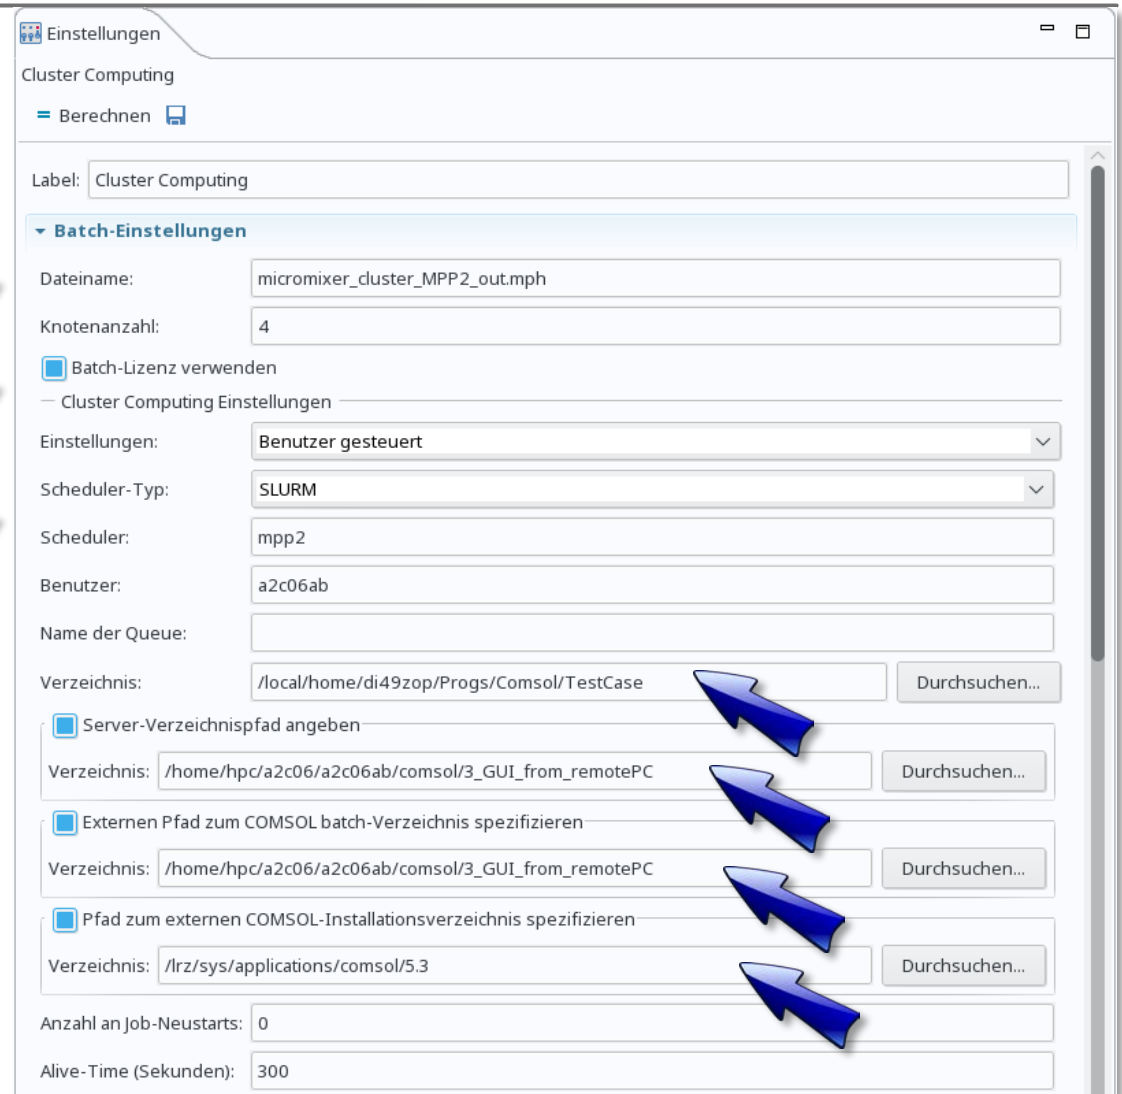 Einstellungen
Cluster Computing
= Berechnen
Label: Cluster Computing
Batch-Einstellungen
Dateiname: micromixer_cluster_MPP2_out.mph
Knotenanzahl: 4
Batch-Lizenz verwenden
Cluster Computing Einstellungen
Einstellungen: Benutzer gesteuert
Scheduler-Typ: SLURM
Scheduler: mpp2
Benutzer: a2c06ab
Name der Queue:
Verzeichnis: /local/home/di49zop/Progs/Comsol/TestCase Durchsuchen...
Server-Verzeichnispfad angeben
Verzeichnis: /home/hpc/a2c06/a2c06ab/comsol/3_GUI_from_remotePC Durchsuchen...
Externen Pfad zum COMSOL batch-Verzeichnis spezifizieren
Verzeichnis: /home/hpc/a2c06/a2c06ab/comsol/3_GUI_from_remotePC Durchsuchen...
Pfad zum externen COMSOL-Installationsverzeichnis spezifizieren
Verzeichnis: /lrz/sys/applications/comsol/5.3 Durchsuchen...
Anzahl an Job-Neustarts: 0
Alive-Time (Sekunden): 300